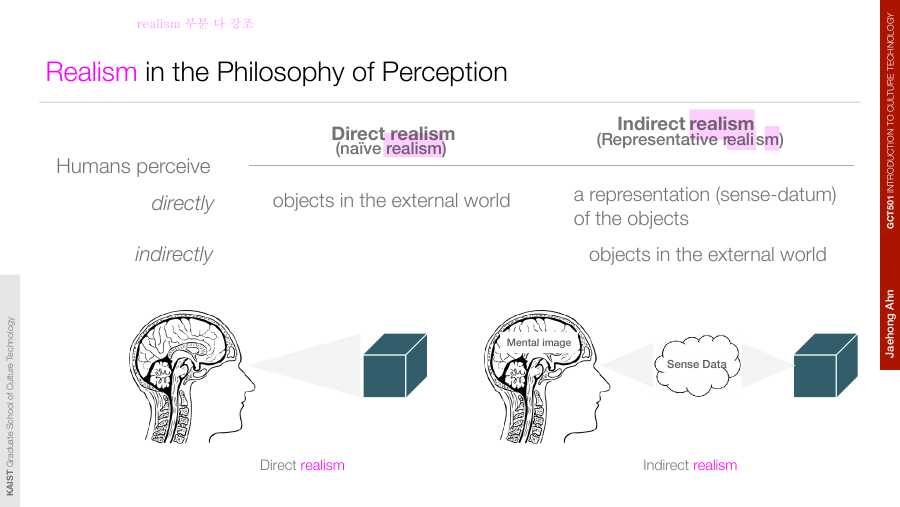 realism 부분 다 강조
Realism in the Philosophy of Perception
Direct realism
(naïve realism)
Indirect realism
(Representative realism)
Humans perceive
directly
objects in the external world
a representation (sense-datum)
of the objects
indirectly
objects in the external world
Mental image
Sense Data
Direct realism
Indirect realism
KAIST Graduate School of Culture Technology
GCT501 INTRODUCTION TO CULTURE TECHNOLOGY
Jaehong Ahn